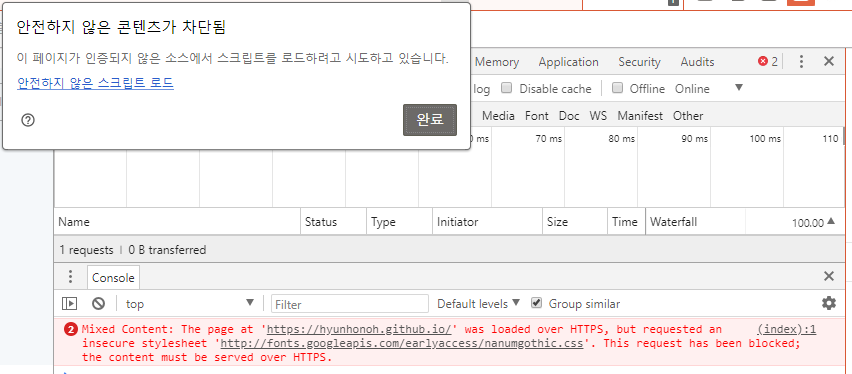 안전하지 않은 콘텐츠가 차단됨
이 페이지가 인증되지 않은 소스에서 스크립트를 로드하려고 시도하고 있습니다.
안전하지 않은 스크립트 로드
완료
Memory Application Security Audits 2
log Disable cache Offline Online
Media Font Doc WS Manifest Other
ms 70 ms 80 ms 90 ms 100 ms 110
Name Status Type Initiator Size Time Waterfall 100.00
1 requests | 0 B transferred
Console
top Filter Default levels Group similar
2 Mixed Content: The page at 'https://hyunhonoh.github.io/' was loaded over HTTPS, but requested an (index):1
insecure stylesheet 'http://fonts.googleapis.com/earlyaccess/nanumgothic.css'. This request has been blocked;
the content must be served over HTTPS.